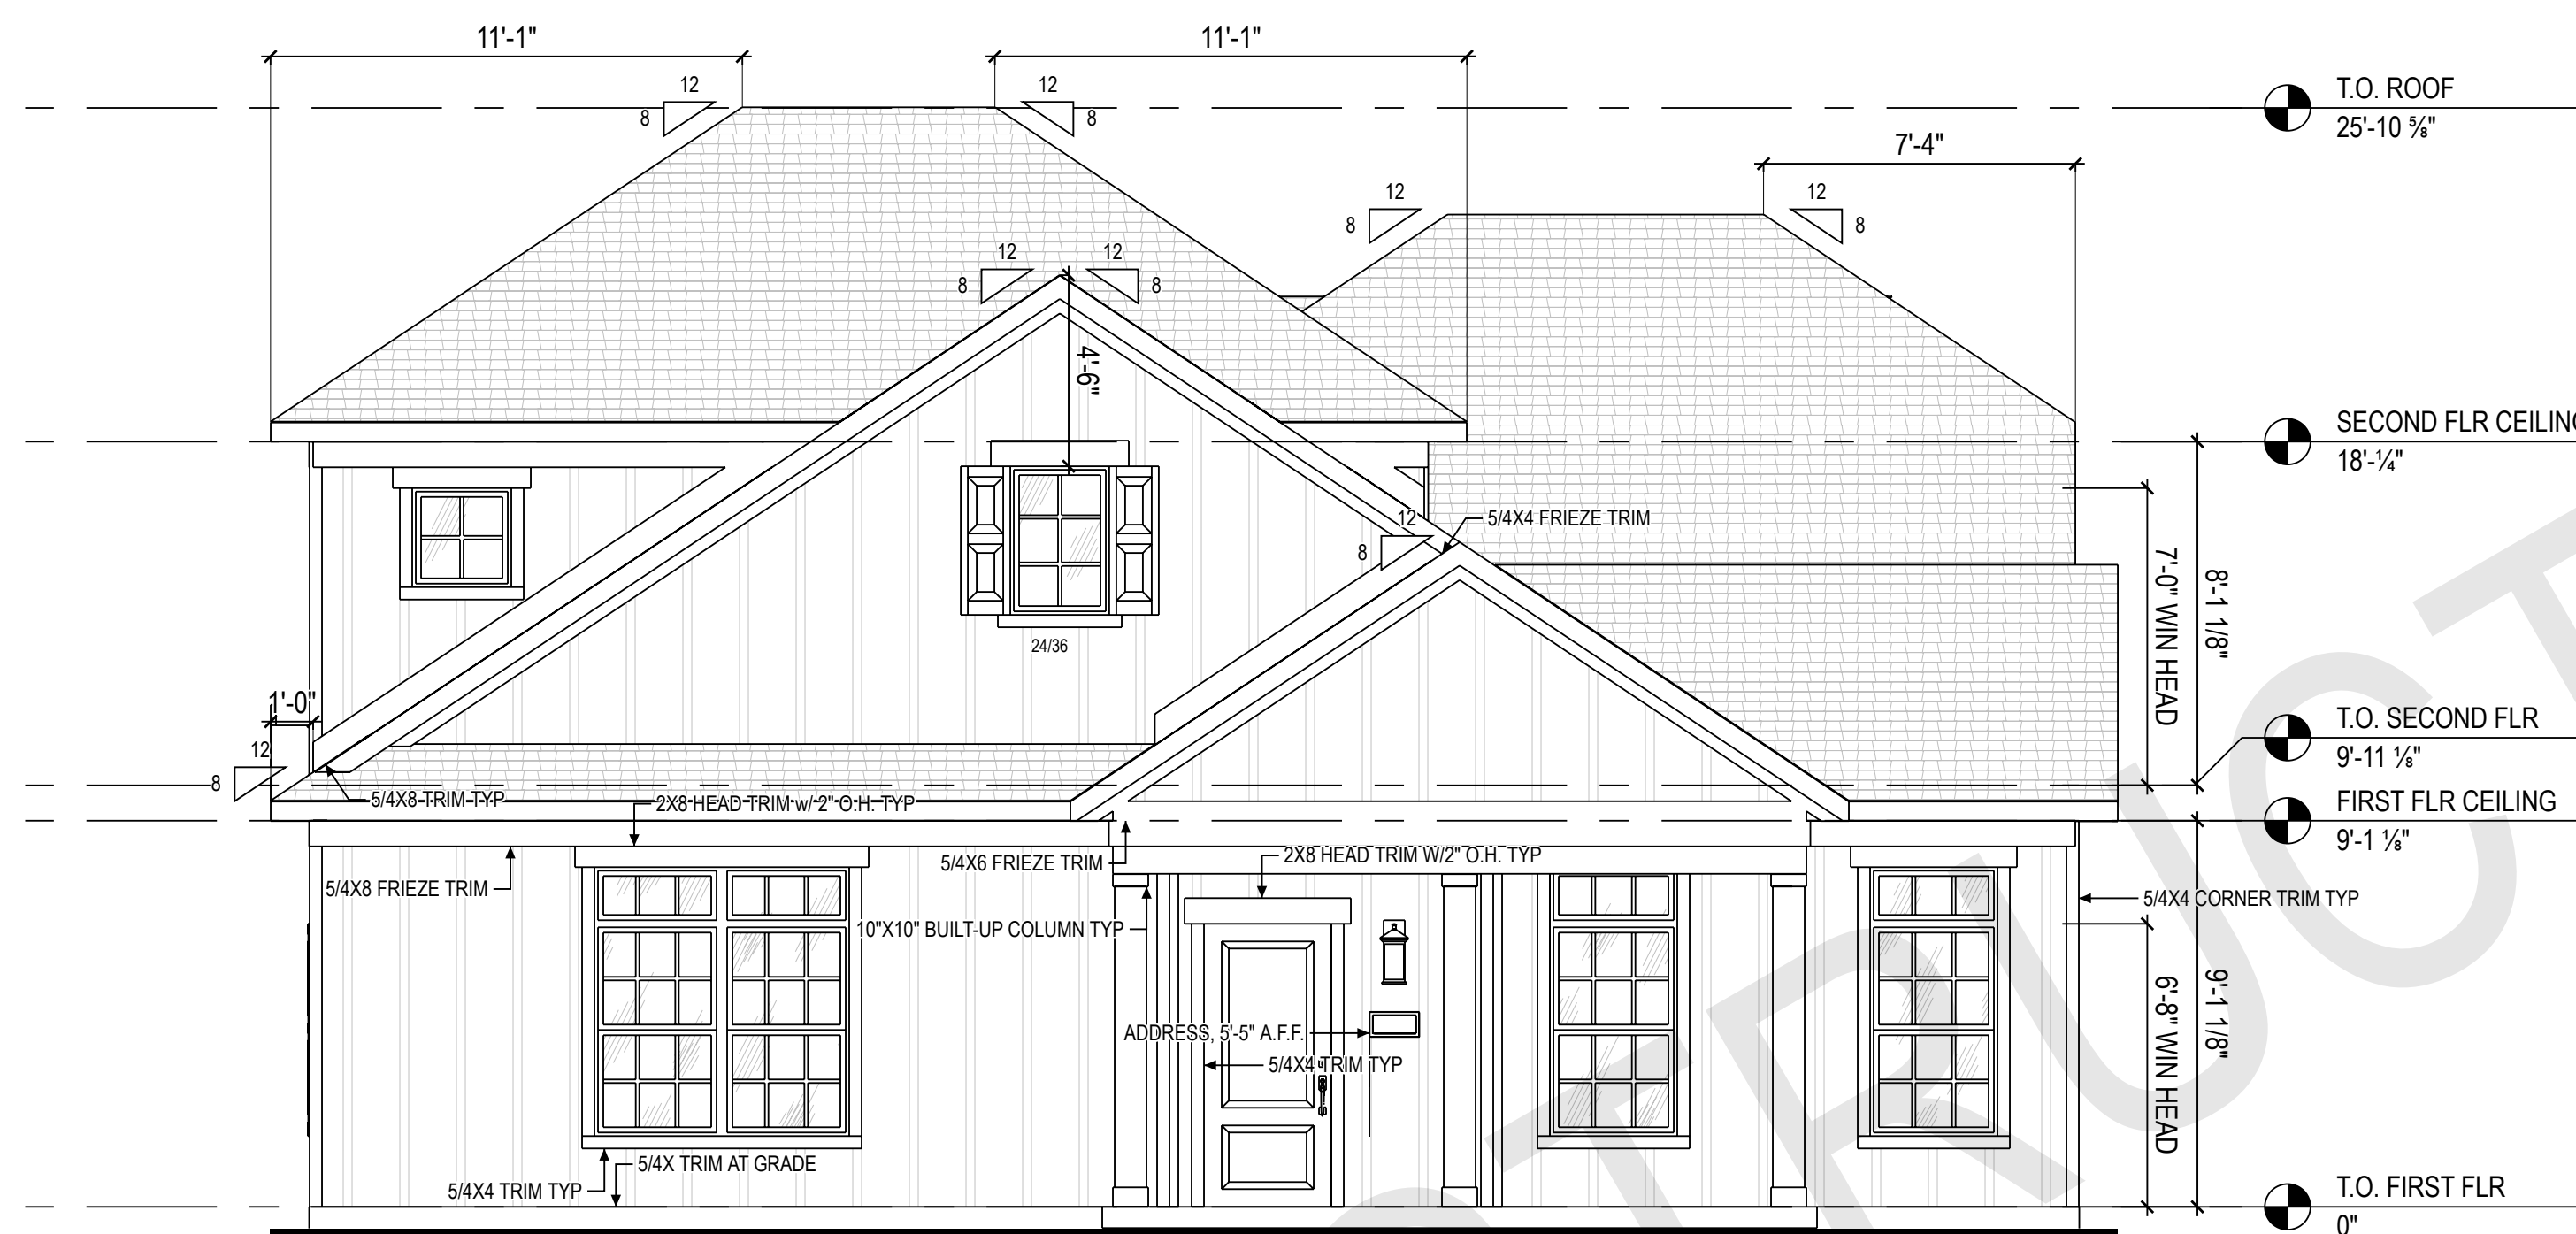 11'-1"
11'-1"
12
8
12
8
T.O. ROOF
25'-10 ⅝"
7'-4"
12
8
12
8
12
8
12
8
4'-6"
SECOND FLR CEILING
18'-¼"
12
8
5/4X4 FRIEZE TRIM
7'-0" WIN HEAD
8'-1 1/8"
24/36
1'-0"
12
8
T.O. SECOND FLR
9'-11 ⅛"
5/4X8 TRIM TYP
2X8 HEAD TRIM w/ 2" O.H. TYP
FIRST FLR CEILING
9'-1 ⅛"
5/4X8 FRIEZE TRIM
5/4X6 FRIEZE TRIM
2X8 HEAD TRIM W/2" O.H. TYP
5/4X4 CORNER TRIM TYP
10"X10" BUILT-UP COLUMN TYP
6'-8" WIN HEAD
9'-1 1/8"
ADDRESS, 5'-5" A.F.F.
5/4X4 TRIM TYP
5/4X TRIM AT GRADE
5/4X4 TRIM TYP
T.O. FIRST FLR
0"